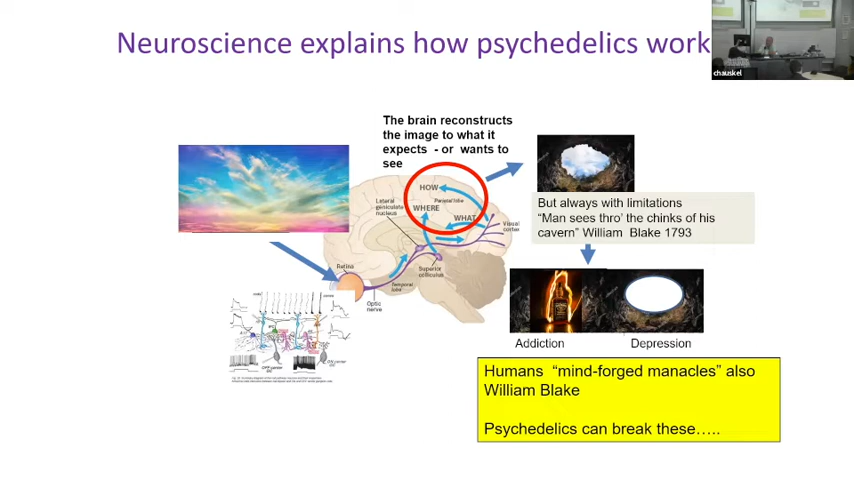 Neuroscience explains how psychedelics work
chauskel
The brain reconstructs
the image to what it
expects - or wants to
see
HOW
Parietal lobe
Lateral
geniculate
nucleus
WHERE
WHAT
Visual
cortex
Retina
Superior
colliculus
Temporal
lobe
Optic
nerve
But always with limitations
“Man sees thro’ the chinks of his
cavern” William Blake 1793
Addiction
Depression
Humans “mind-forged manacles” also
William Blake
Psychedelics can break these.....